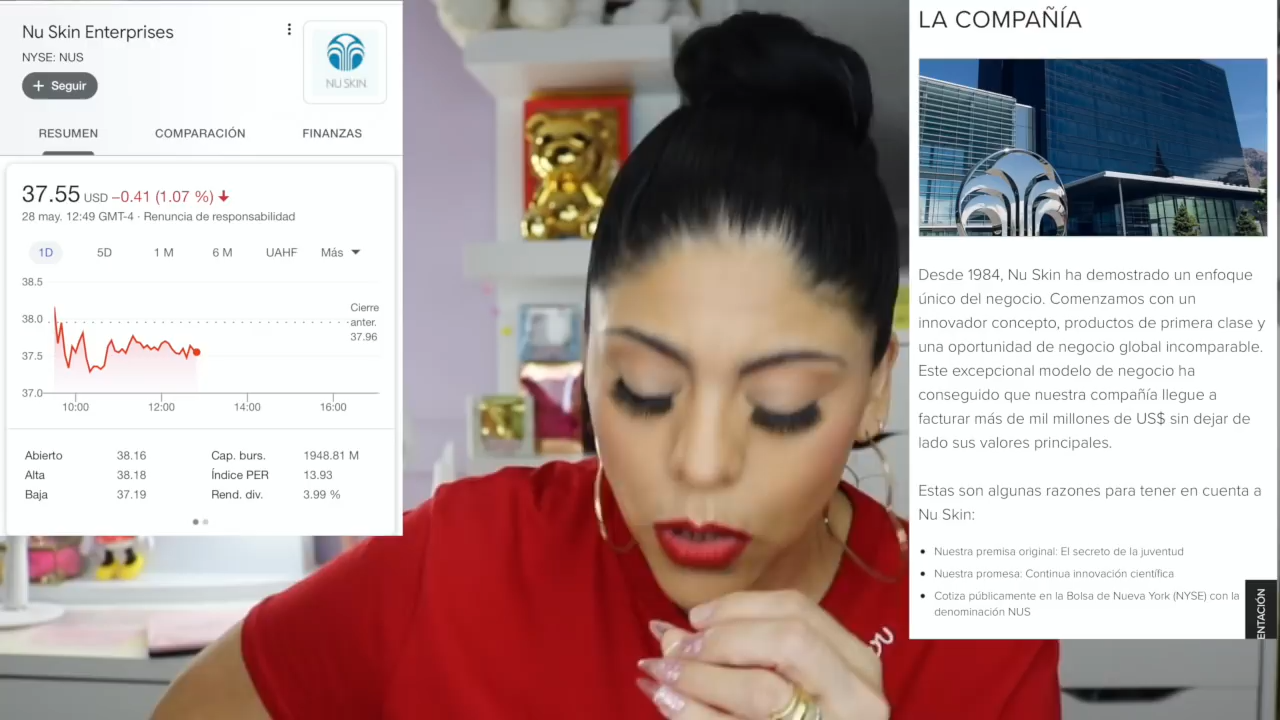 Nu Skin Enterprises
NYSE: NUS
+ Seguir
NU SKIN
RESUMEN COMPARACIÓN FINANZAS
37.55 USD −0.41 (1.07 %)
28 may. 12:49 GMT-4 · Renuncia de responsabilidad
1D 5D 1 M 6 M UAHF Más
38.5
38.0
37.5
37.0
Cierre
anter.
37.96
10:00 12:00 14:00 16:00
Abierto 38.16 Cap. burs. 1948.81 M
Alta 38.18 Índice PER 13.93
Baja 37.19 Rend. div. 3.99 %
LA COMPAÑÍA
Desde 1984, Nu Skin ha demostrado un enfoque
único del negocio. Comenzamos con un
innovador concepto, productos de primera clase y
una oportunidad de negocio global incomparable.
Este excepcional modelo de negocio ha
conseguido que nuestra compañía llegue a
facturar más de mil millones de US$ sin dejar de
lado sus valores principales.
Estas son algunas razones para tener en cuenta a
Nu Skin:
• Nuestra premisa original: El secreto de la juventud
• Nuestra promesa: Continua innovación científica
• Cotiza públicamente en la Bolsa de Nueva York (NYSE) con la
denominación NUS
ENTACIÓN